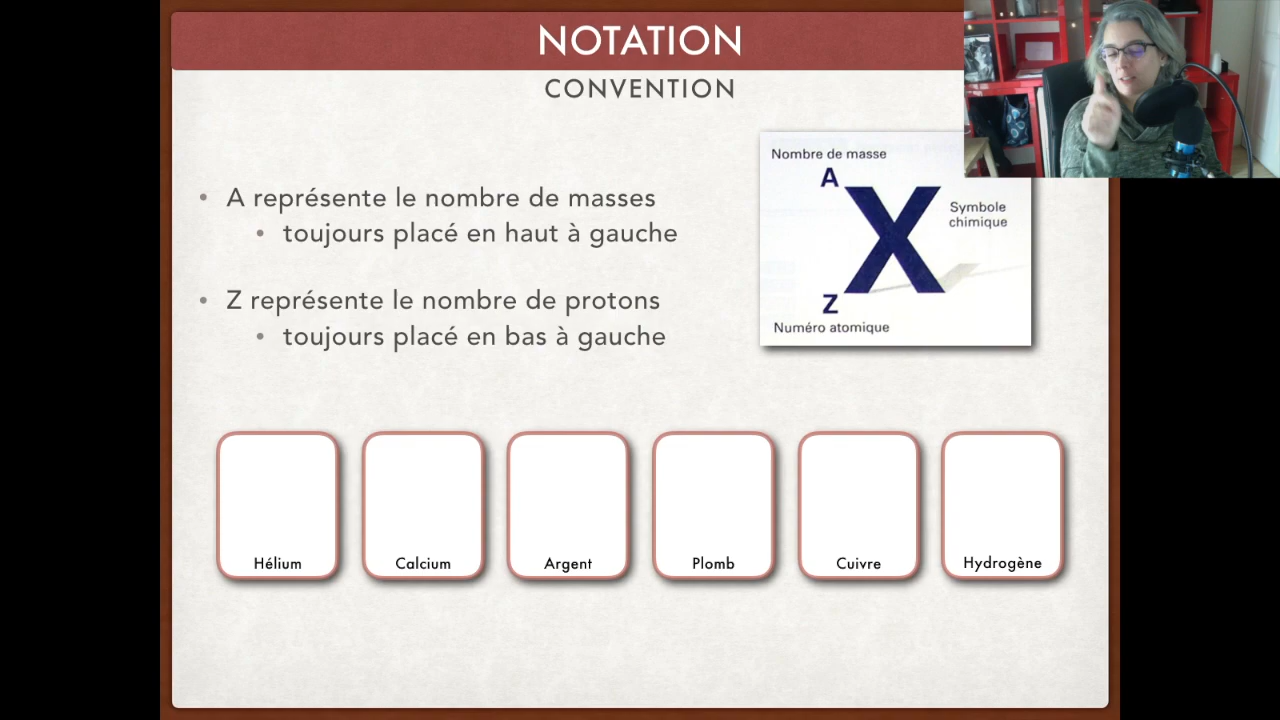 NOTATION
CONVENTION
• A représente le nombre de masses
• toujours placé en haut à gauche
• Z représente le nombre de protons
• toujours placé en bas à gauche
Nombre de masse
A
X
Symbole
chimique
Z
Numéro atomique
Hélium
Calcium
Argent
Plomb
Cuivre
Hydrogène